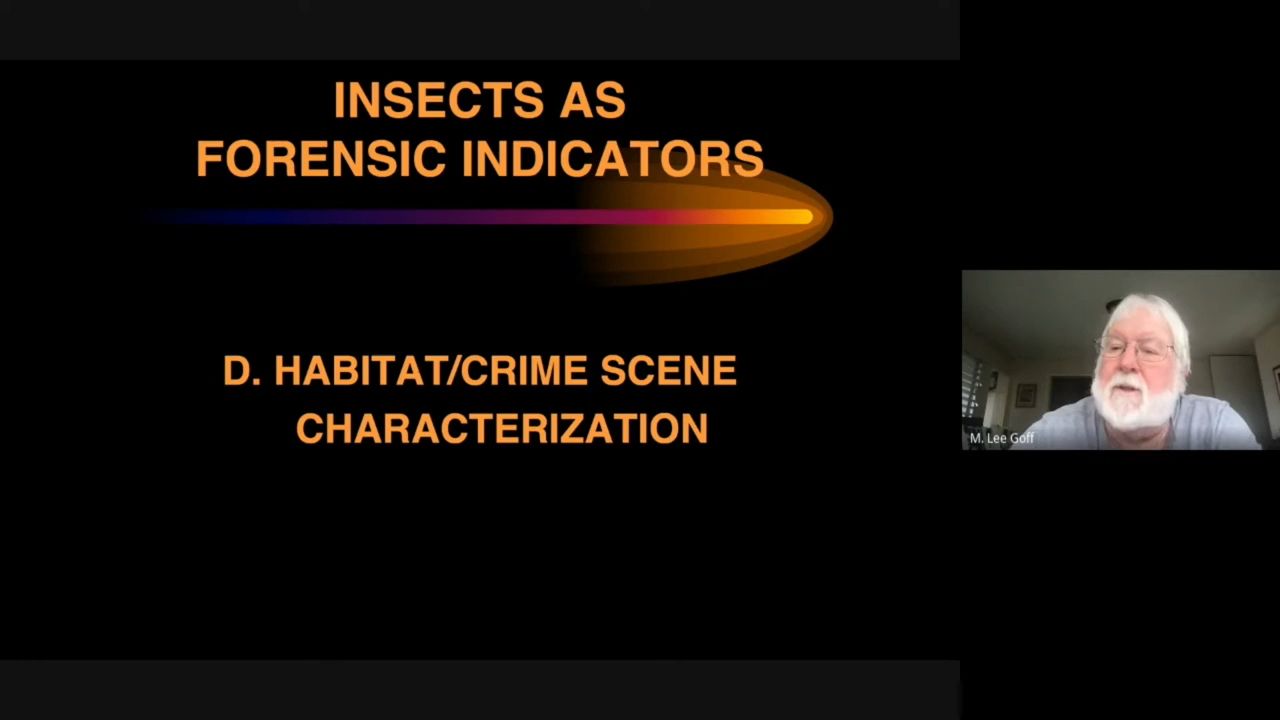 INSECTS AS
FORENSIC INDICATORS
D. HABITAT/CRIME SCENE
CHARACTERIZATION
M. Lee Goff